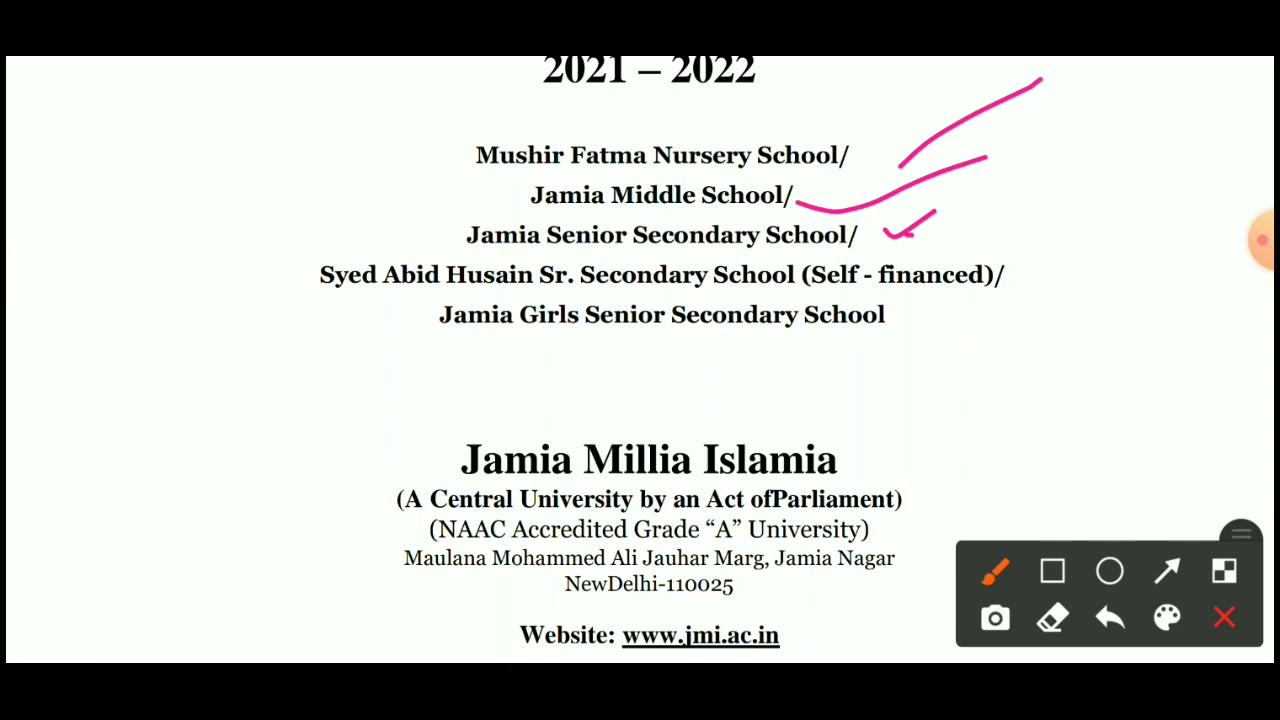 2021 – 2022
Mushir Fatma Nursery School/
Jamia Middle School/
Jamia Senior Secondary School/
Syed Abid Husain Sr. Secondary School (Self - financed)/
Jamia Girls Senior Secondary School
Jamia Millia Islamia
(A Central University by an Act ofParliament)
(NAAC Accredited Grade “A” University)
Maulana Mohammed Ali Jauhar Marg, Jamia Nagar
NewDelhi-110025
Website: www.jmi.ac.in